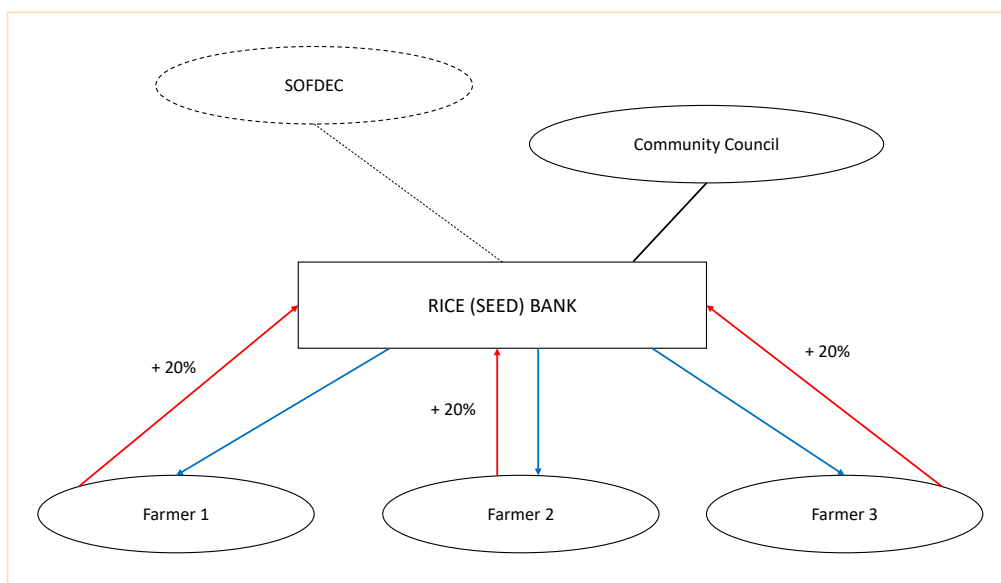 SOFDEC
Community Council
RICE (SEED) BANK
+ 20%
+ 20%
+ 20%
Farmer 1
Farmer 2
Farmer 3